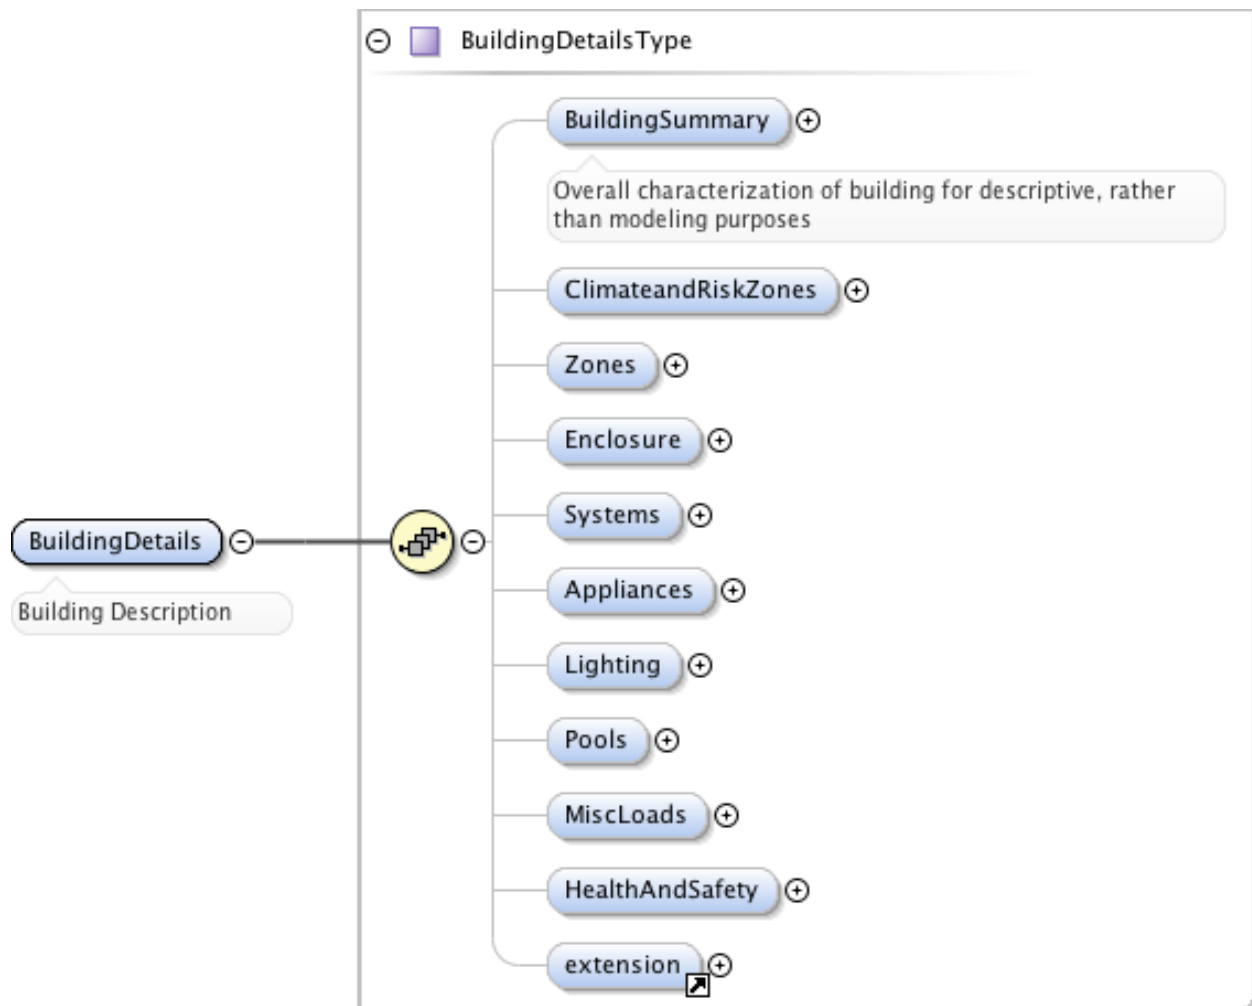 BuildingDetailsType
BuildingSummary
Overall characterization of building for descriptive, rather
than modeling purposes
ClimateandRiskZones
Zones
Enclosure
Systems
BuildingDetails
Building Description
Appliances
Lighting
Pools
MiscLoads
HealthAndSafety
extension